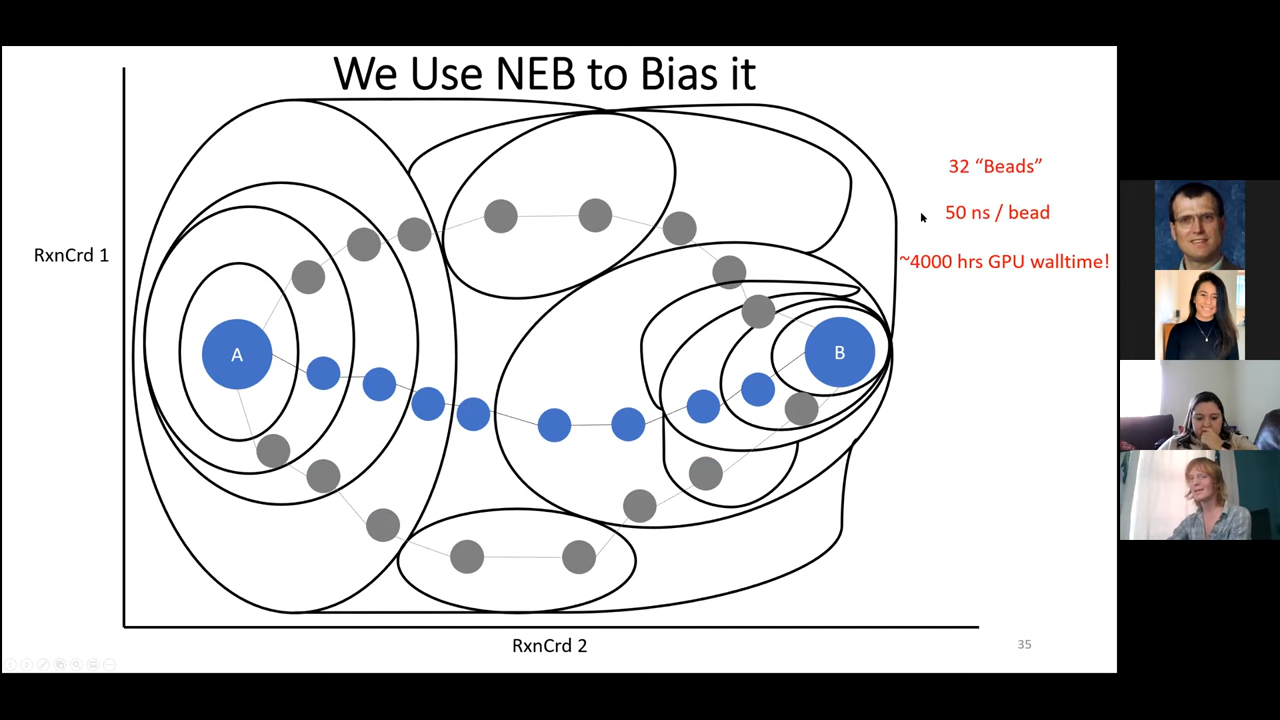 We Use NEB to Bias it
32 “Beads”
50 ns / bead
RxnCrd 1
~4000 hrs GPU walltime!
A
B
RxnCrd 2
35